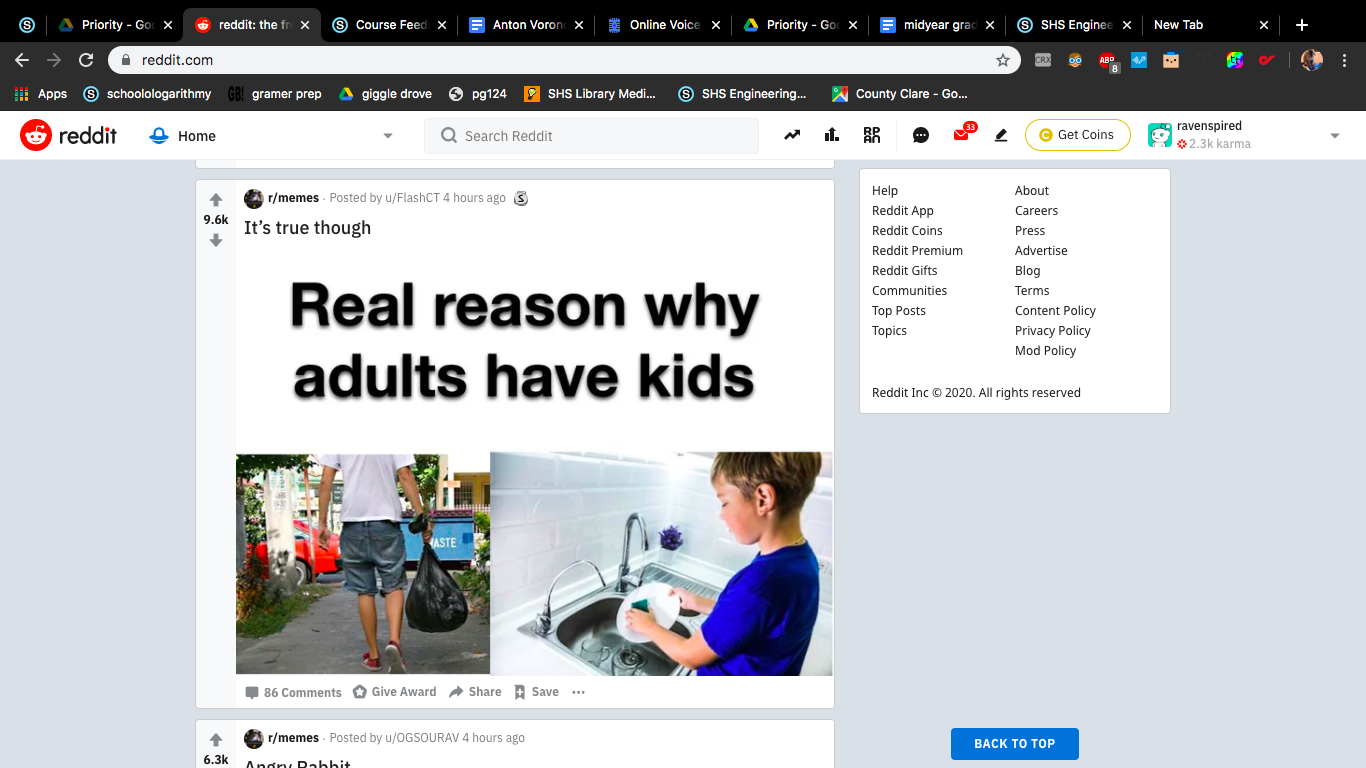 Priority - Goo
reddit: the fr
Course Feed
Anton Voron
Online Voice
Priority - Goo
midyear grad
SHS Enginee
New Tab
reddit.com
CRX
ABP
8
Apps
schoolologarithmy
GB!
gramer prep
giggle drove
pg124
SHS Library Medi...
SHS Engineering...
County Clare - Go...
reddit
Home
Search Reddit
33
Get Coins
ravenspired
2.3k karma
9.6k
r/memes · Posted by u/FlashCT 4 hours ago
It's true though
Real reason why
adults have kids
ASTE
86 Comments
Give Award
Share
Save
6.3k
r/memes · Posted by u/OGSOURAV 4 hours ago
Angry Rabbit
Help
Reddit App
Reddit Coins
Reddit Premium
Reddit Gifts
Communities
Top Posts
Topics
About
Careers
Press
Advertise
Blog
Terms
Content Policy
Privacy Policy
Mod Policy
Reddit Inc © 2020. All rights reserved
BACK TO TOP